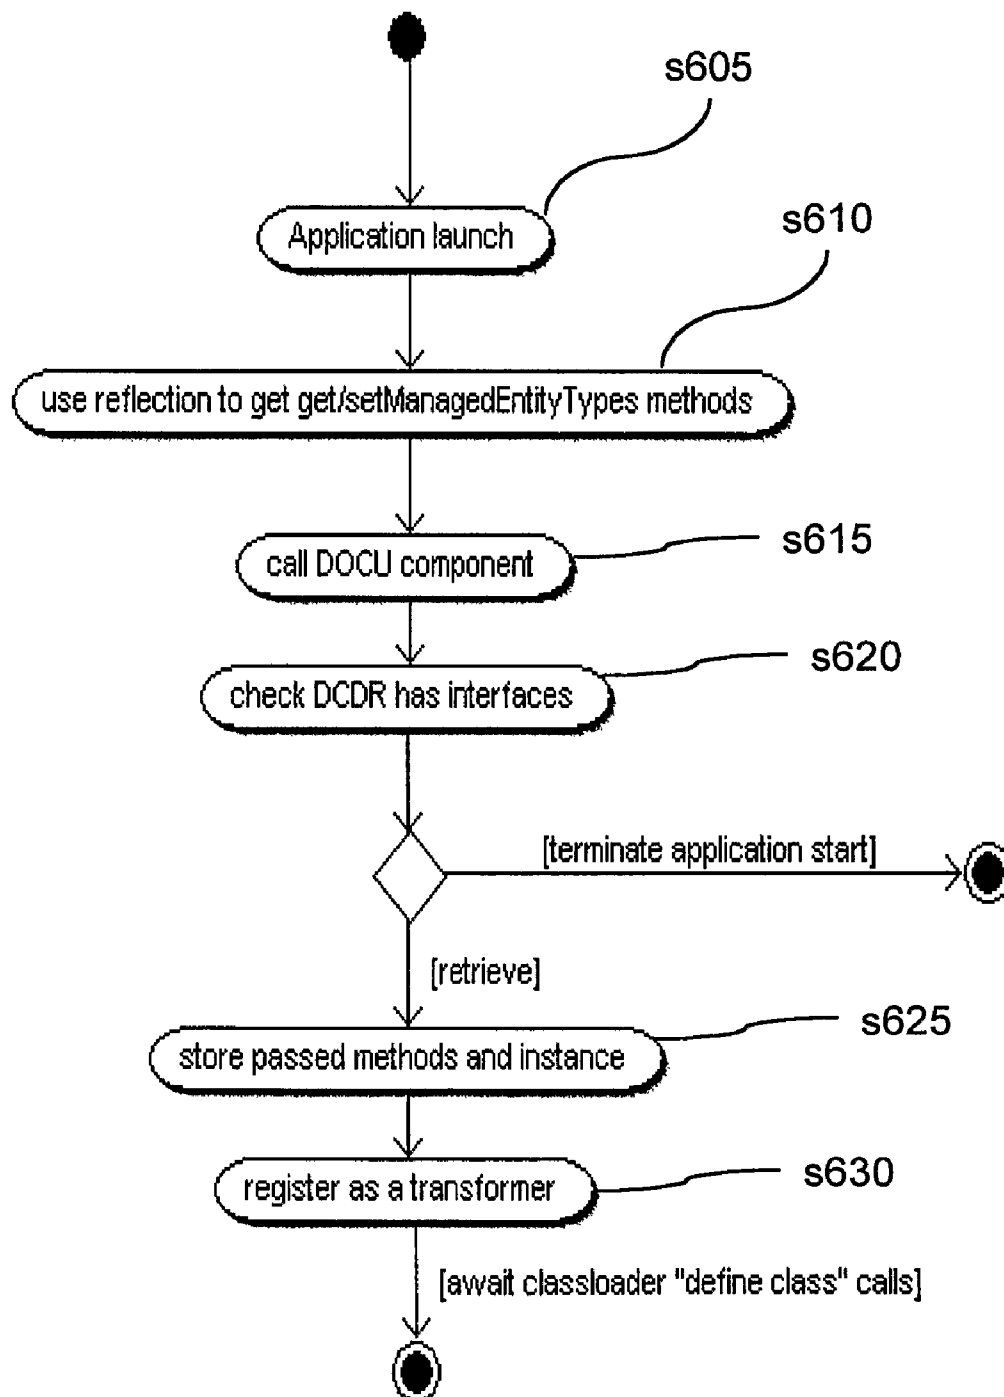 s605
Application launch
s610
use reflection to get get/setManagedEntityTypes methods
s615
call DOCU component
s620
check DCDR has interfaces
[terminate application start]
[retrieve]
s625
store passed methods and instance
s630
register as a transformer
[await classloader "define class" calls]